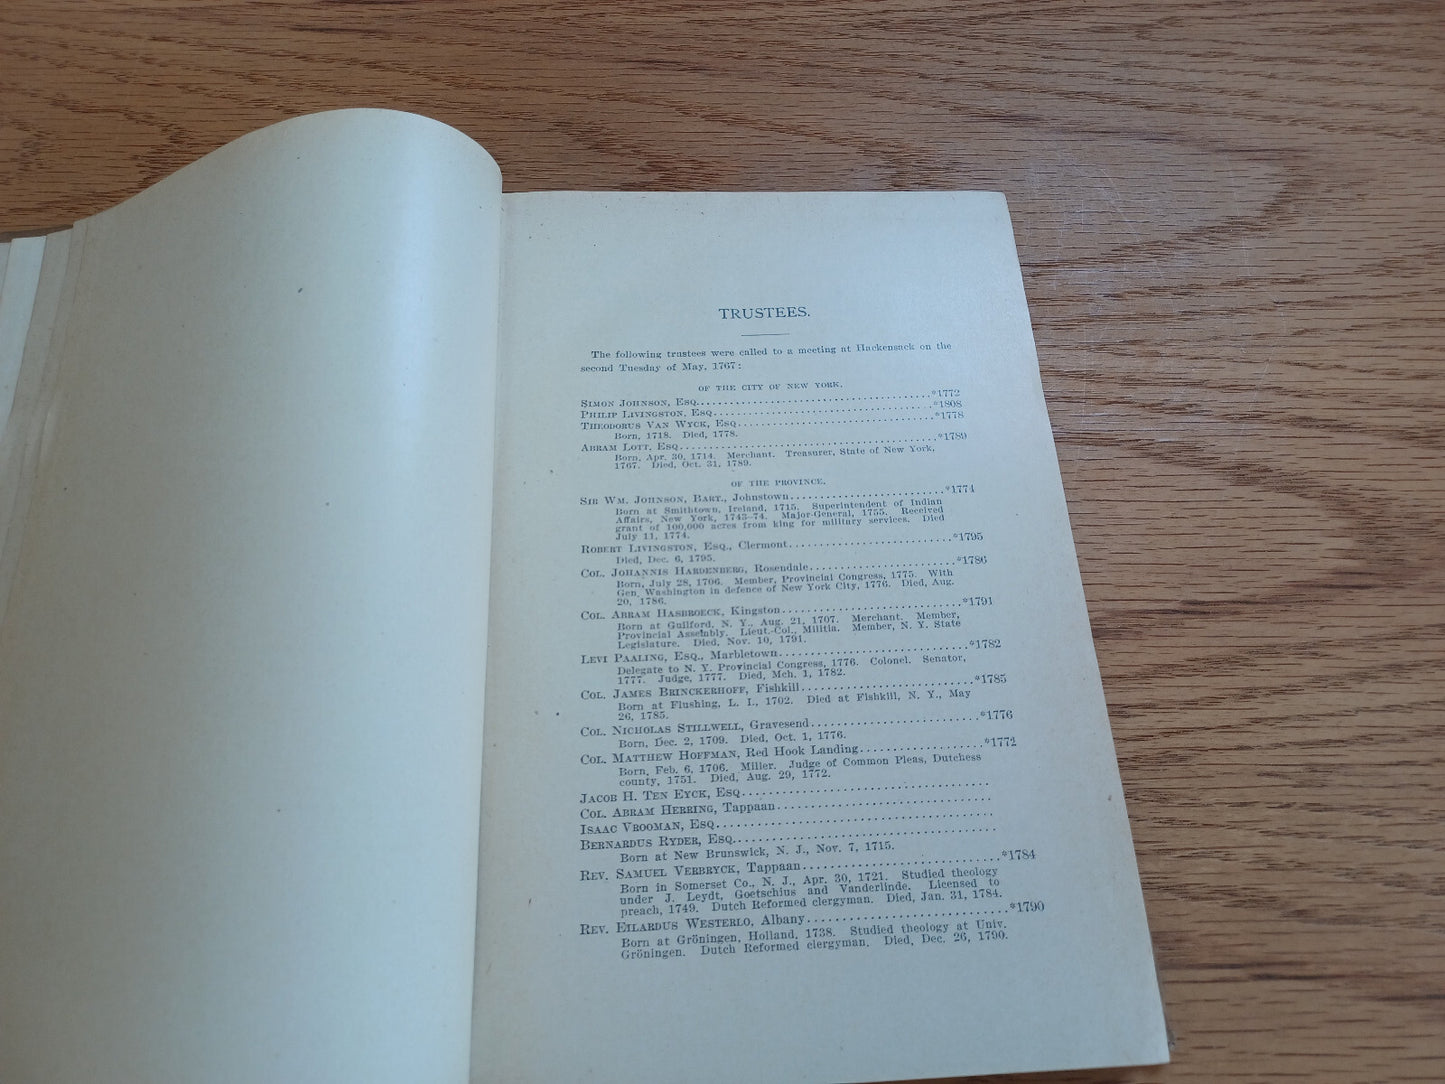 TRUSTEES.
The following trustees were called to a meeting at Hackensack on the
second Tuesday of May, 1767:
OF THE CITY OF NEW YORK.
SIMON JOHNSON, ESQ. *1772
PHILIP LIVINGSTON, ESQ. *1808
THEODORUS VAN WYCK, ESQ. *1778
Born, 1718. Died, 1778.
ABRAM LOTT, ESQ. *1789
Born, Apr. 30, 1714. Merchant. Treasurer, State of New York,
1767. Died, Oct. 31, 1789.
OF THE PROVINCE.
SIR WM. JOHNSON, BART., Johnstown *1774
Born at Smithtown, Ireland, 1715. Superintendent of Indian
Affairs, New York, 1743-74. Major-General, 1755. Received
grant of 100,000 acres from king for military services. Died
July 11, 1774.
ROBERT LIVINGSTON, ESQ., Clermont *1795
Died, Dec. 6, 1795.
COL. JOHANNIS HARDENBERG, Rosendale *1786
Born, July 28, 1706. Member, Provincial Congress, 1775. With
Gen. Washington in defence of New York City, 1776. Died, Aug.
20, 1786.
COL. ABRAM HASBROECK, Kingston *1791
Born at Guilford, N. Y., Aug. 21, 1707. Merchant. Member,
Provincial Assembly. Lieut.-Col., Militia. Member, N. Y. State
Legislature. Died, Nov. 10, 1791.
LEVI PAALING, ESQ., Marbletown *1782
Delegate to N. Y. Provincial Congress, 1776. Colonel. Senator,
1777. Judge, 1777. Died, Mch. 1, 1782.
COL. JAMES BRINCKERHOFF, Fishkill *1785
Born at Flushing, L. I., 1702. Died at Fishkill, N. Y., May
26, 1785.
COL. NICHOLAS STILLWELL, Gravesend *1776
Born, Dec. 2, 1709. Died, Oct. 1, 1776.
COL. MATTHEW HOFFMAN, Red Hook Landing *1772
Born, Feb. 6, 1706. Miller. Judge of Common Pleas, Dutchess
county, 1751. Died, Aug. 29, 1772.
JACOB H. TEN EYCK, ESQ.
COL. ABRAM HERRING, Tappaan
ISAAC VROOMAN, ESQ.
BERNARDUS RYDER, ESQ.
Born at New Brunswick, N. J., Nov. 7, 1715.
REV. SAMUEL VERBRYCK, Tappaan *1784
Born in Somerset Co., N. J., Apr. 30, 1721. Studied theology
under J. Leydt, Goetschius and Vanderlinde. Licensed to
preach, 1749. Dutch Reformed clergyman. Died, Jan. 31, 1784.
REV. EILARDUS WESTERLO, Albany *1790
Born at Gröningen, Holland, 1738. Studied theology at Univ.
Gröningen. Dutch Reformed clergyman. Died, Dec. 26, 1790.